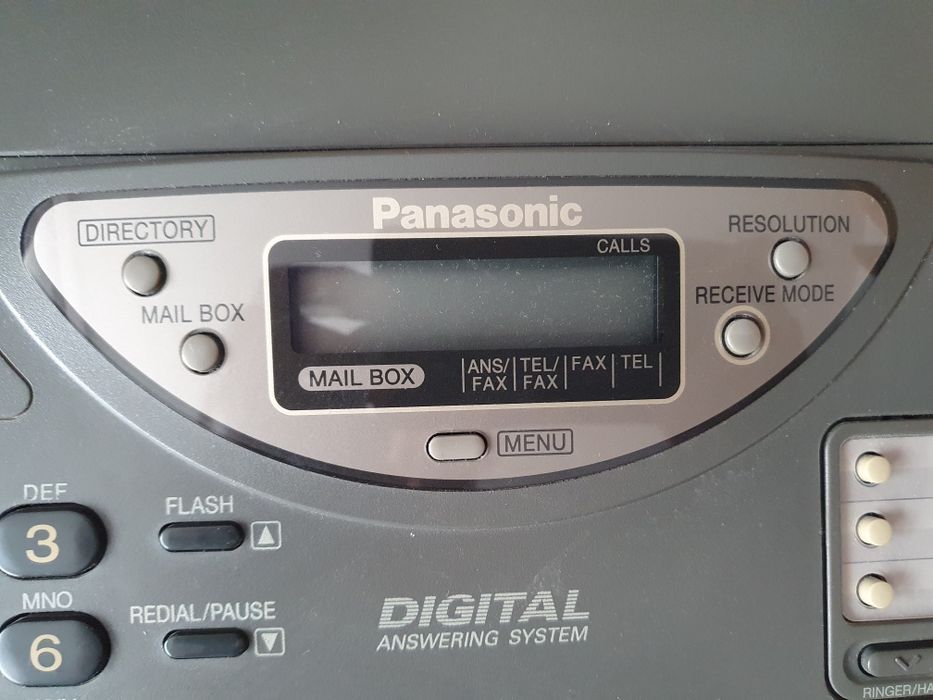 Panasonic
DIRECTORY
MAIL BOX
CALLS
RESOLUTION
RECEIVE MODE
MAIL BOX
ANS/ FAX
TEL/ FAX
FAX
TEL
MENU
DEF
3
FLASH
MNO
6
REDIAL/PAUSE
DIGITAL
ANSWERING SYSTEM